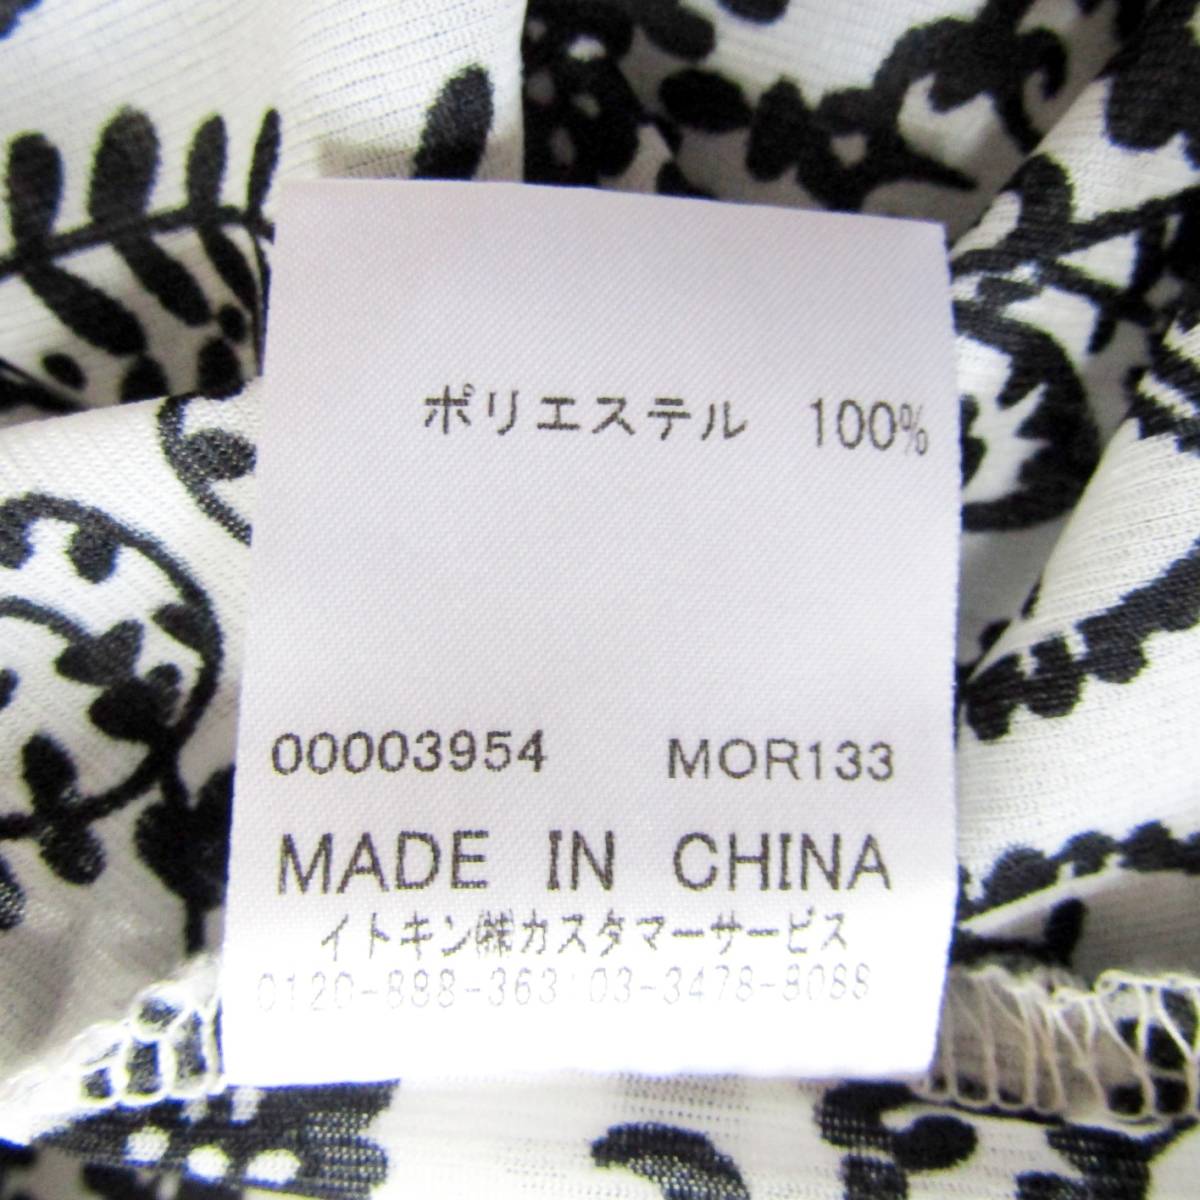 ポリエステル 100%
00003954 MOR133
MADE IN CHINA
イトキン㈱カスタマーサービス
0120-888-363 03-3478-8088